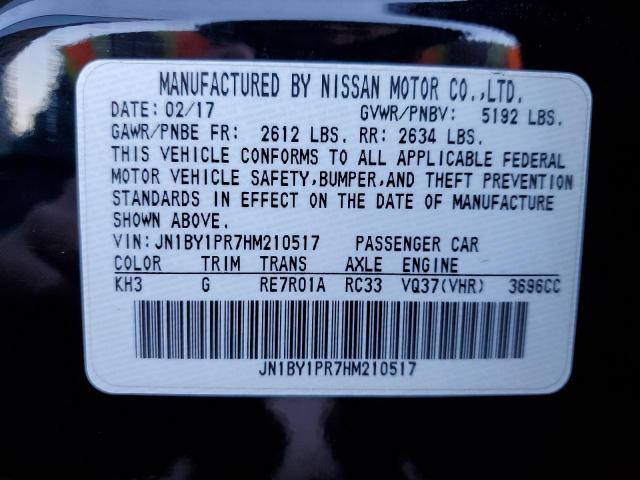 MANUFACTURED BY NISSAN MOTOR CO.,LTD.
DATE: 02/17 GVWR/PNBV: 5192 LBS.
GAWR/PNBE FR: 2612 LBS. RR: 2634 LBS.
THIS VEHICLE CONFORMS TO ALL APPLICABLE FEDERAL
MOTOR VEHICLE SAFETY,BUMPER,AND THEFT PREVENTION
STANDARDS IN EFFECT ON THE DATE OF MANUFACTURE
SHOWN ABOVE.
VIN:JN1BY1PR7HM210517 PASSENGER CAR
COLOR TRIM TRANS AXLE ENGINE
KH3 G RE7R01A RC33 VQ37(VHR) 3696CC
JN1BY1PR7HM210517